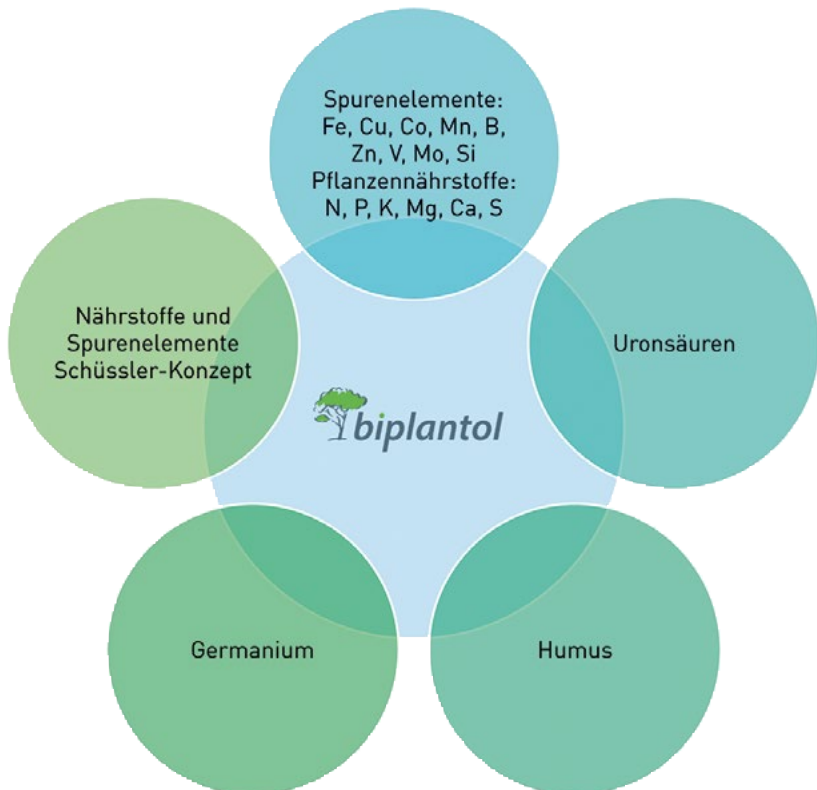 Spurenelemente:
Fe, Cu, Co, Mn, B,
Zn, V, Mo, Si
Pflanzennährstoffe:
N, P, K, Mg, Ca, S
Nährstoffe und
Spurenelemente
Schüssler-Konzept
Uronsäuren
biplantol
Germanium
Humus